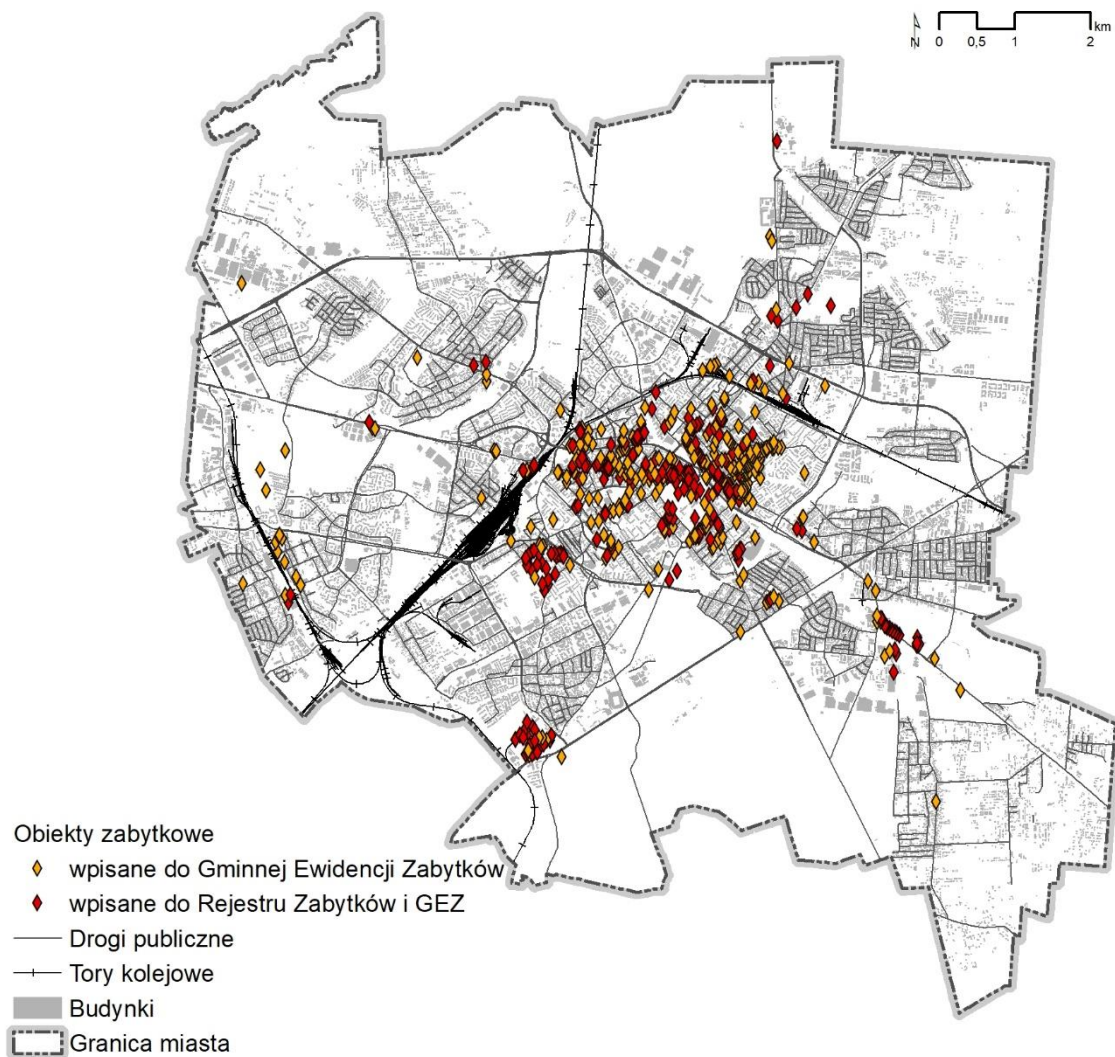 km
N 0 0,5 1 2
Obiekty zabytkowe
wpisane do Gminnej Ewidencji Zabytków
wpisane do Rejestru Zabytków i GEZ
Drogi publiczne
Tory kolejowe
Budynki
Granica miasta